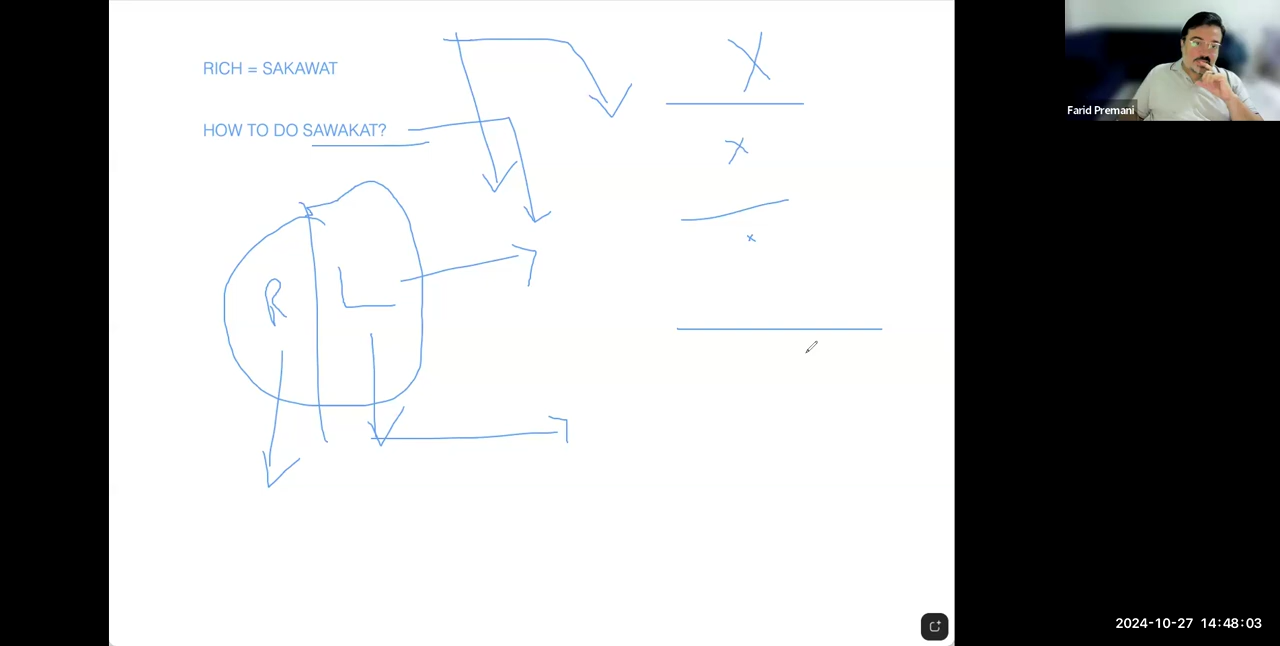 RICH = SAKAWAT
HOW TO DO SAWAKAT?
R
L
X
x
x
Farid Premani
2024-10-27 14:48:03